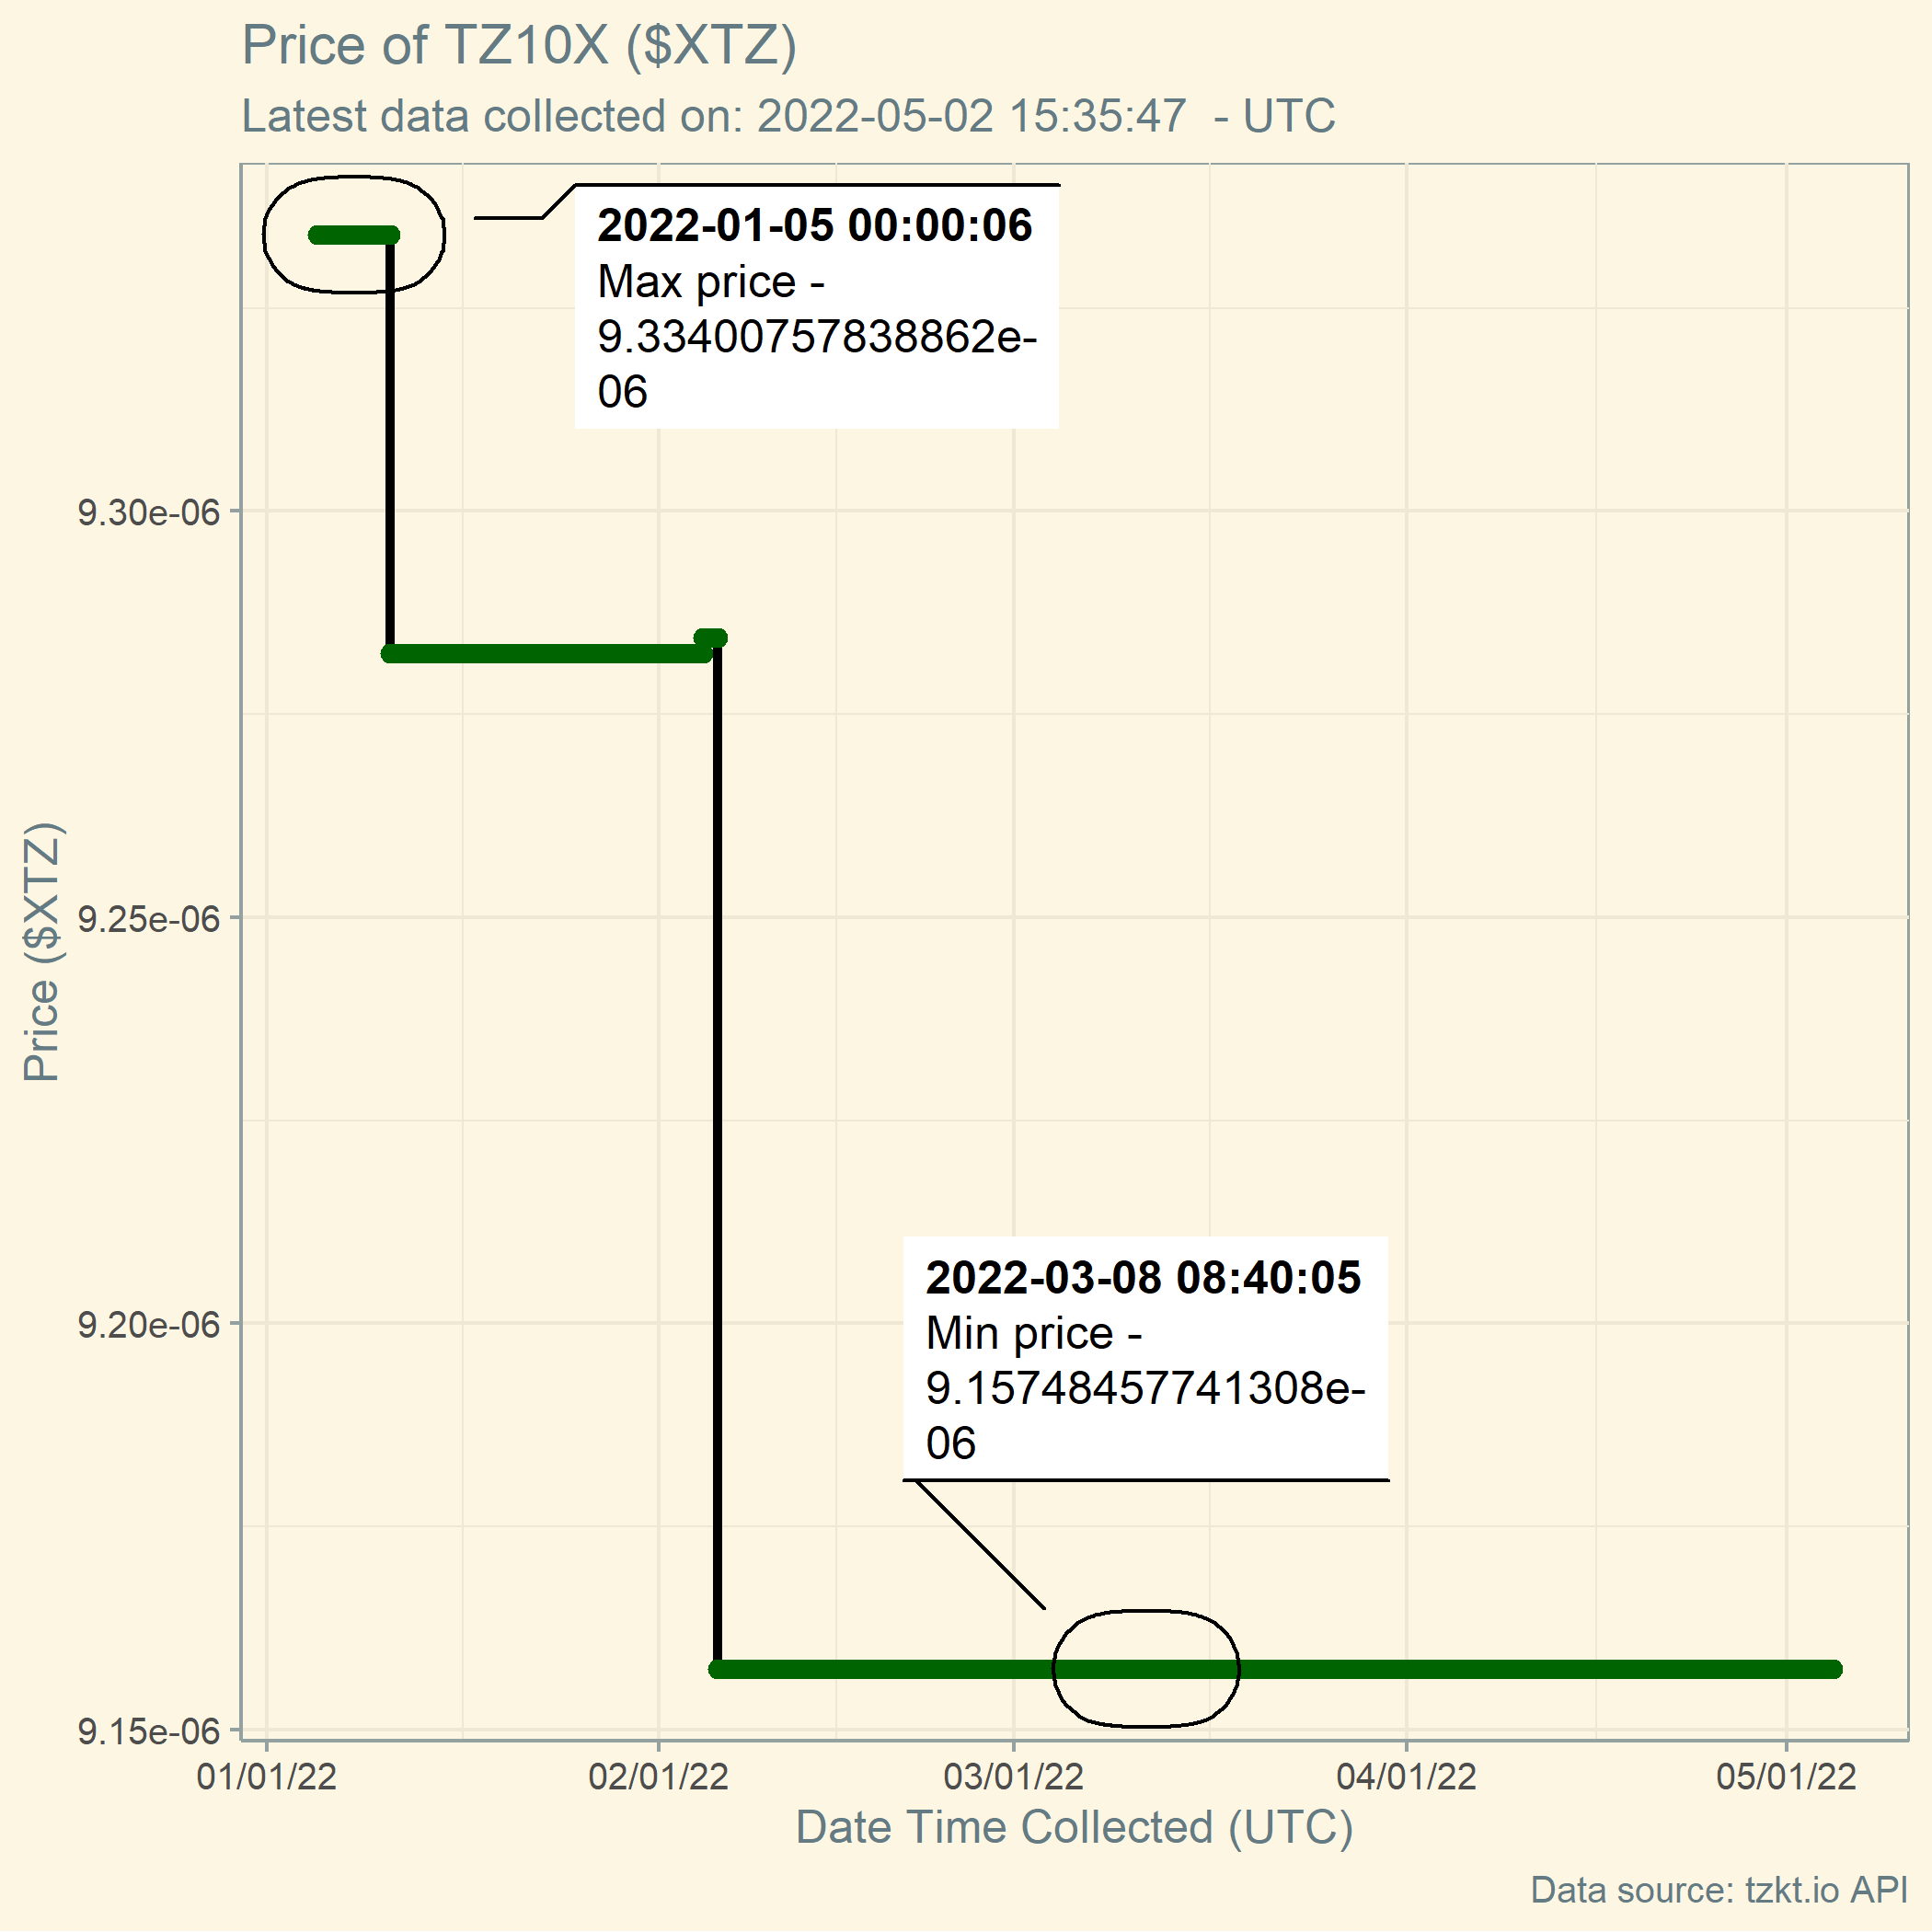 Price of TZ10X ($XTZ)
Latest data collected on: 2022-05-02 15:35:47  - UTC
2022-01-05 00:00:06
Max price -
9.33400757838862e-
06
9.30e-06
9.25e-06
9.20e-06
9.15e-06
Price ($XTZ)
2022-03-08 08:40:05
Min price -
9.15748457741308e-
06
01/01/22
02/01/22
03/01/22
04/01/22
05/01/22
Date Time Collected (UTC)
Data source: tzkt.io API